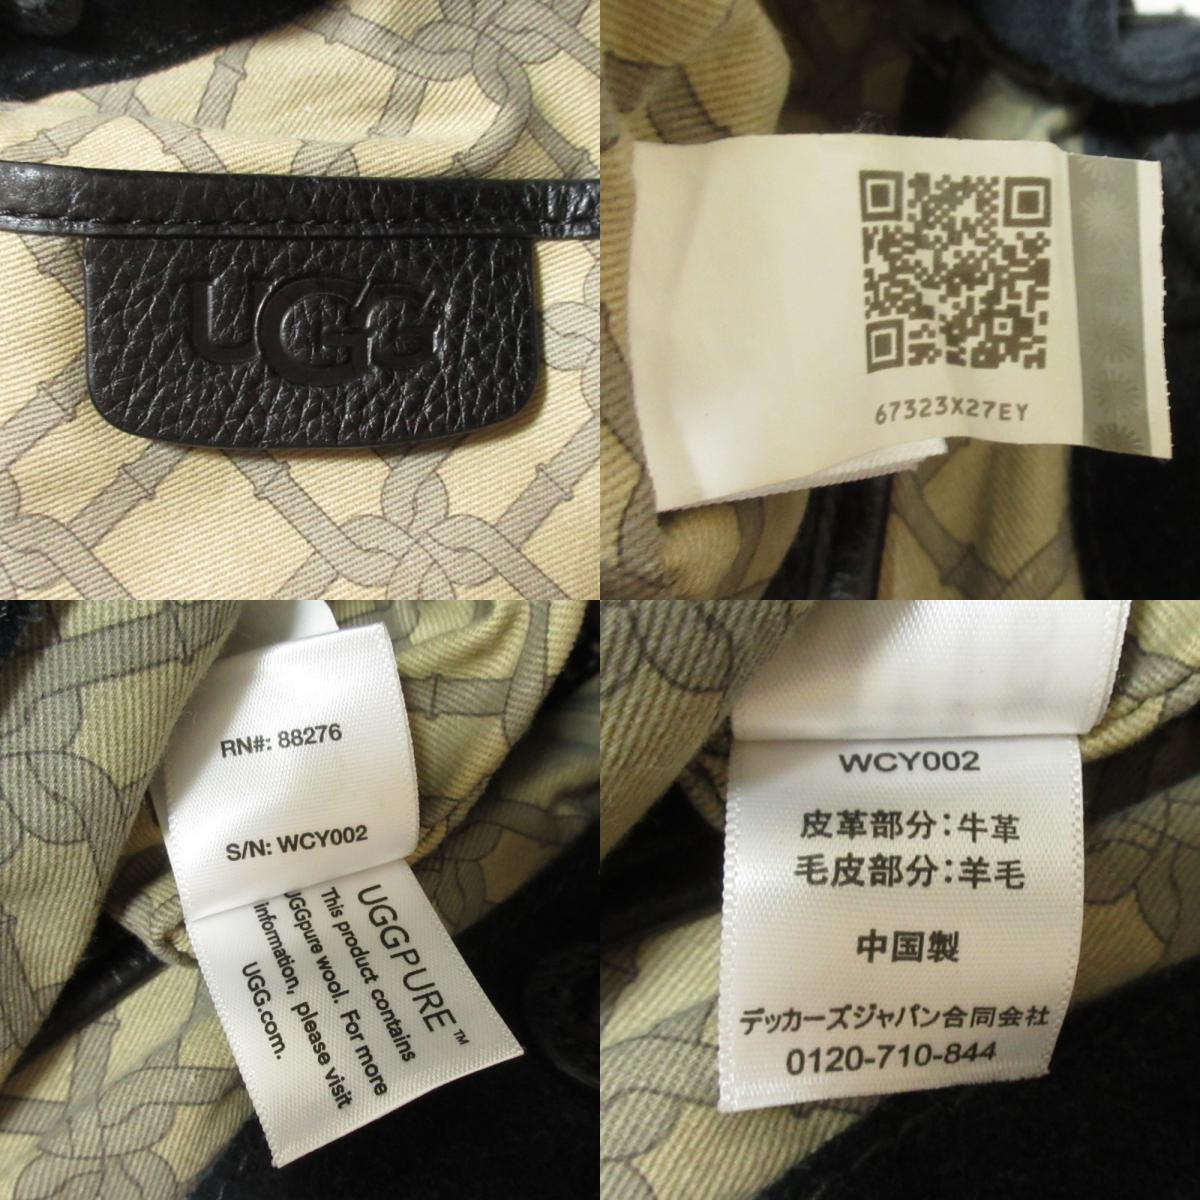 UGG
67323X27EY
RN#: 88276
S/N: WCY002
UGGPURE™
This product contains
UGGpure wool. For more
information, please visit
UGG.com.
WCY002
皮革部分:牛革
毛皮部分:羊毛
中国製
デッカーズジャパン合同会社
0120-710-844